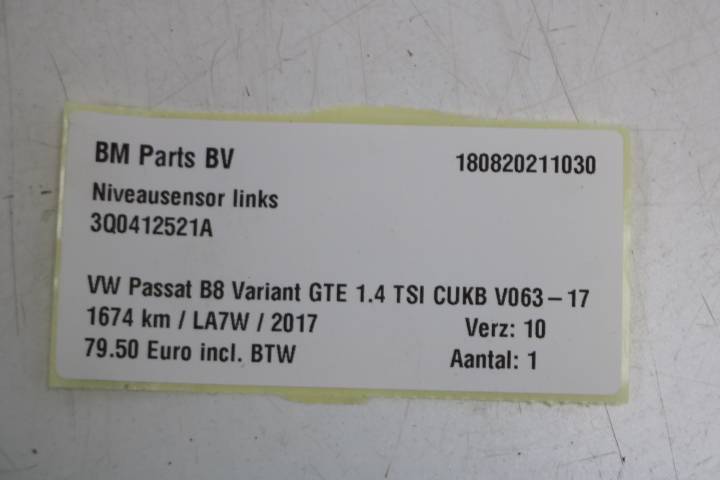 BM Parts BV 180820211030
Niveausensor links
3Q0412521A
VW Passat B8 Variant GTE 1.4 TSI CUKB V063-17
1674 km / LA7W / 2017 Verz: 10
79.50 Euro incl. BTW Aantal: 1